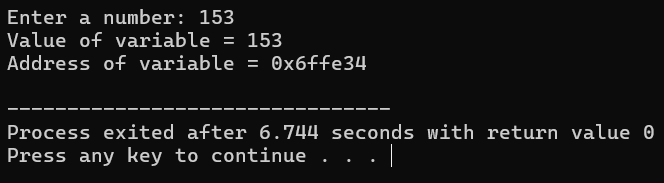 Enter a number: 153
Value of variable = 153
Address of variable = 0x6ffe34
--------------------------------
Process exited after 6.744 seconds with return value 0
Press any key to continue . . .